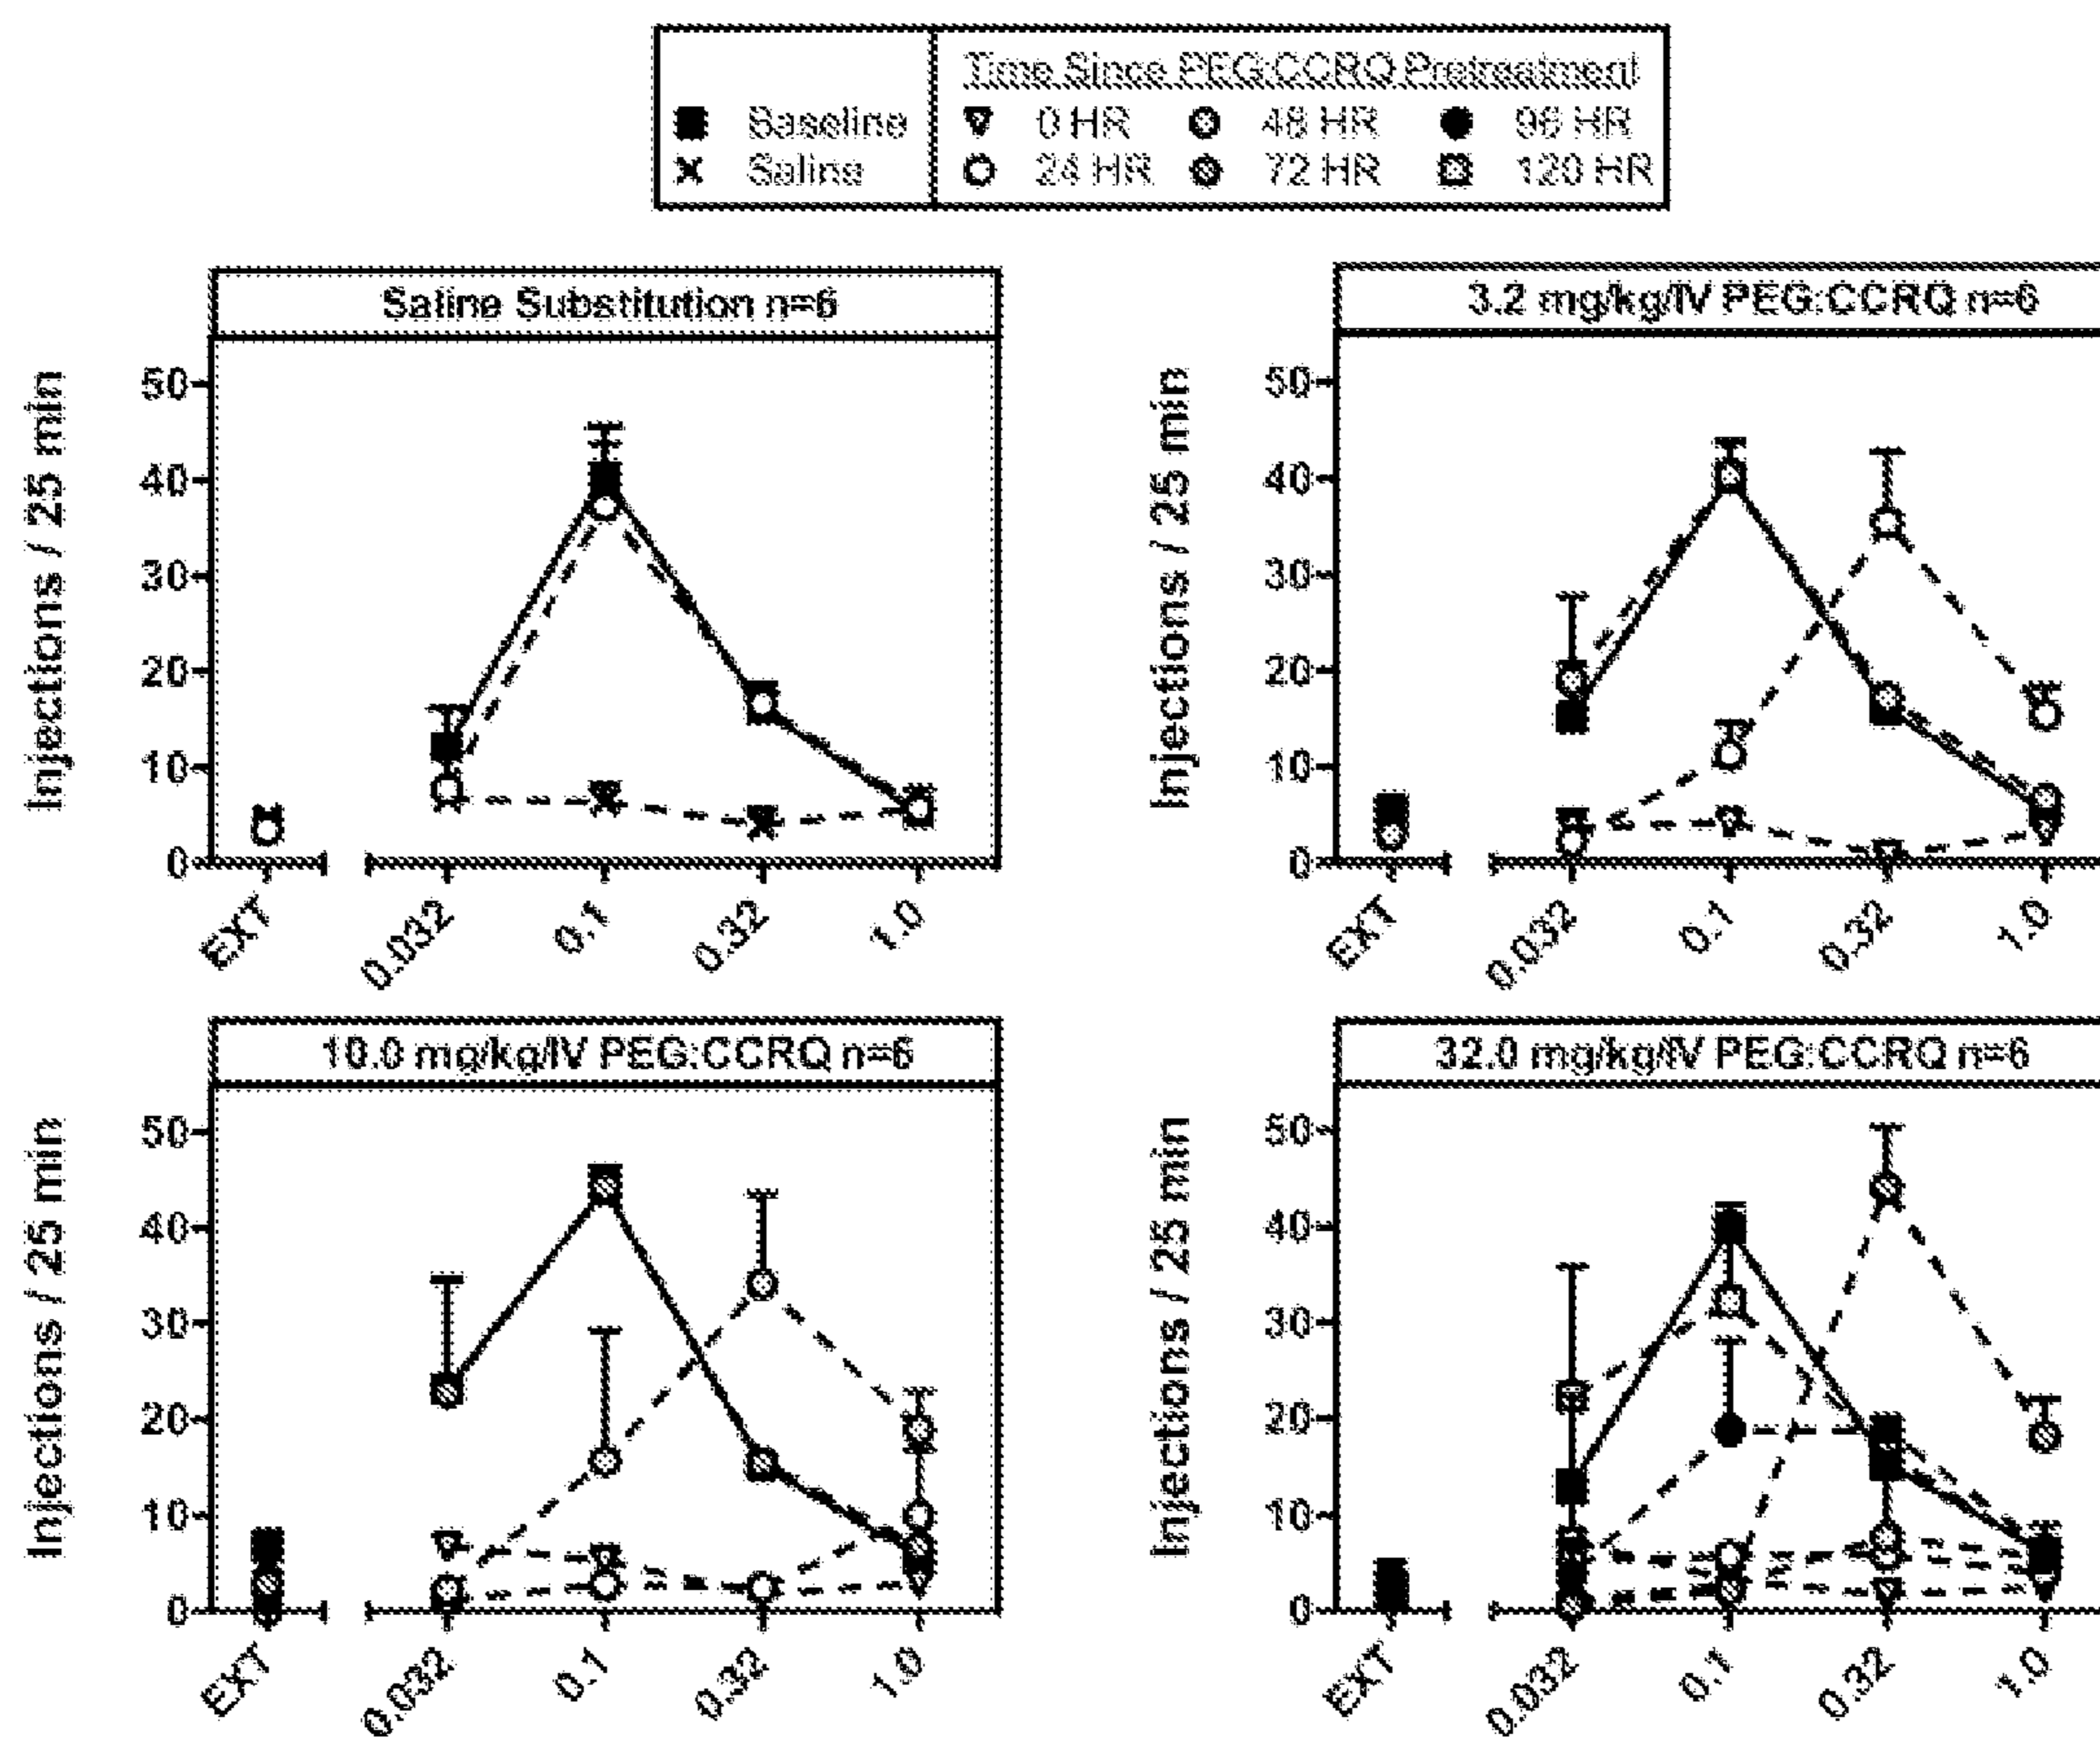 Time Since PEG:CCRQ Pretreatment
Baseline 0 HR 48 HR 96 HR
Saline 24 HR 72 HR 120 HR
Saline Substitution n=6
Injections / 25 min
50
40
30
20
10
0
EXT 0.032 0.1 0.32 1.0
3.2 mg/kg/IV PEG:CCRQ n=6
Injections / 25 min
50
40
30
20
10
0
EXT 0.032 0.1 0.32 1.0
10.0 mg/kg/IV PEG:CCRQ n=6
Injections / 25 min
50
40
30
20
10
0
EXT 0.032 0.1 0.32 1.0
32.0 mg/kg/IV PEG:CCRQ n=6
Injections / 25 min
50
40
30
20
10
0
EXT 0.032 0.1 0.32 1.0